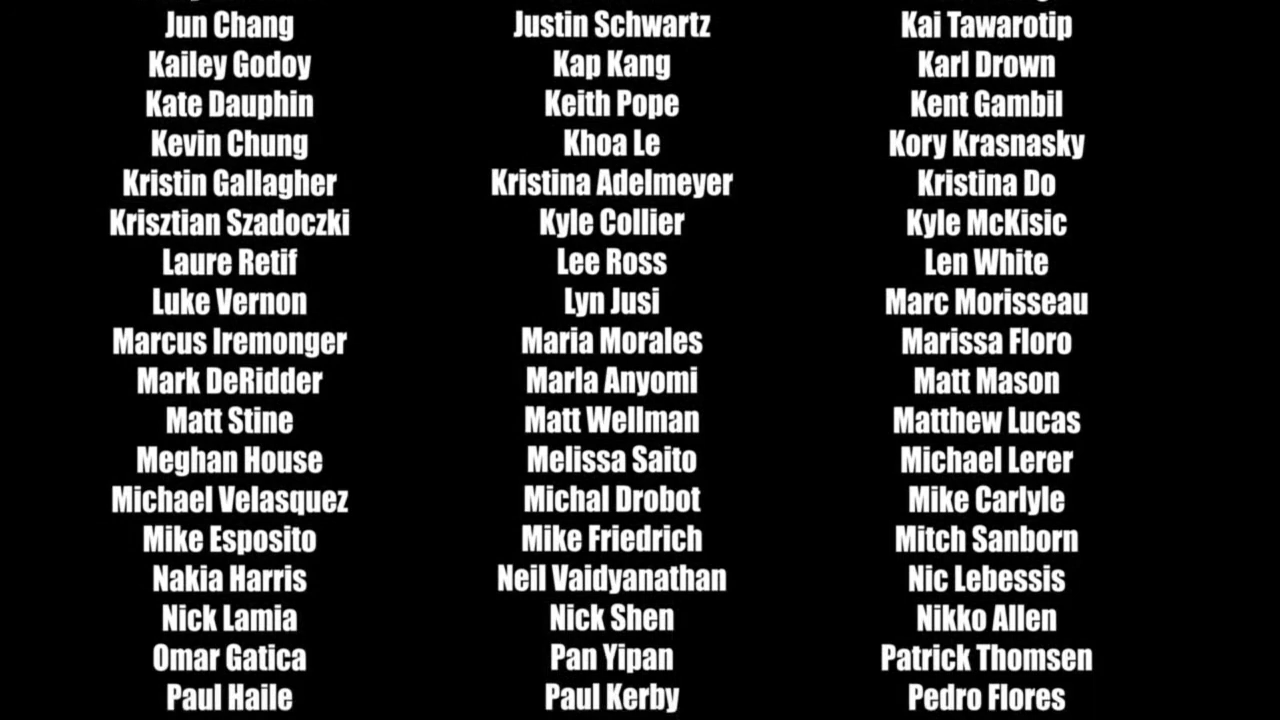 Jun Chang Justin Schwartz Kai Tawarotip
Kailey Godoy Kap Kang Karl Drown
Kate Dauphin Keith Pope Kent Gambil
Kevin Chung Khoa Le Kory Krasnasky
Kristin Gallagher Kristina Adelmeyer Kristina Do
Krisztian Szadoczki Kyle Collier Kyle McKisic
Laure Retif Lee Ross Len White
Luke Vernon Lyn Jusi Marc Morisseau
Marcus Iremonger Maria Morales Marissa Floro
Mark DeRidder Marla Anyomi Matt Mason
Matt Stine Matt Wellman Matthew Lucas
Meghan House Melissa Saito Michael Lerer
Michael Velasquez Michal Drobot Mike Carlyle
Mike Esposito Mike Friedrich Mitch Sanborn
Nakia Harris Neil Vaidyanathan Nic Lebessis
Nick Lamia Nick Shen Nikko Allen
Omar Gatica Pan Yipan Patrick Thomsen
Paul Haile Paul Kerby Pedro Flores